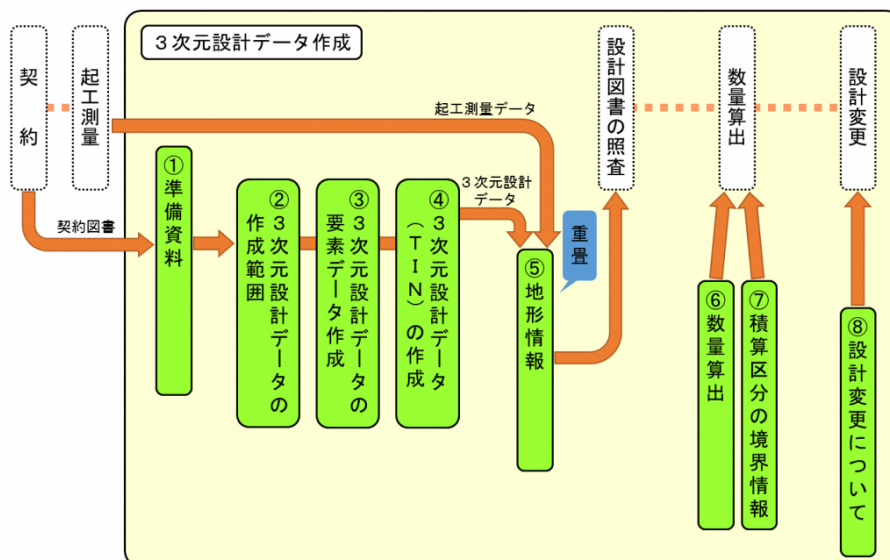 ３次元設計データ作成
契約
起工測量
設計図書の照査
数量算出
設計変更
起工測量データ
契約図書
３次元設計
データ
重畳
①準備資料
②３次元設計データの
作成範囲
③３次元設計データの
要素データ作成
④３次元設計データ
（ＴＩＮ）の作成
⑤地形情報
⑥数量算出
⑦積算区分の境界情報
⑧設計変更について